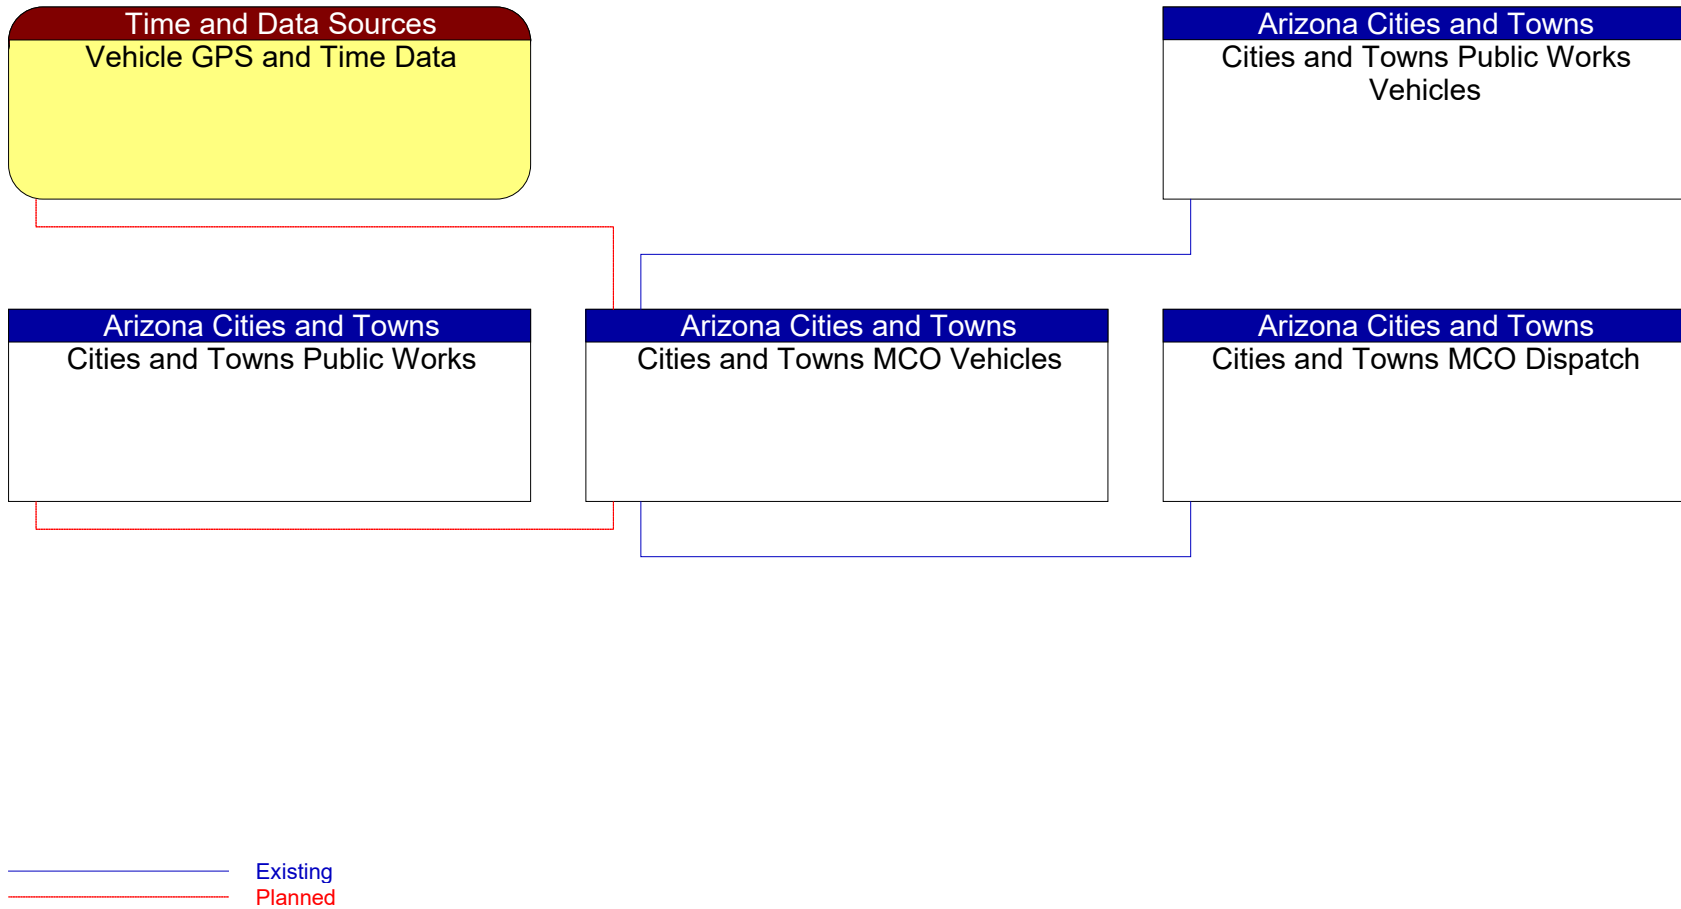 Time and Data Sources
Vehicle GPS and Time Data
Arizona Cities and Towns
Cities and Towns Public Works
Vehicles
Arizona Cities and Towns
Cities and Towns Public Works
Arizona Cities and Towns
Cities and Towns MCO Vehicles
Arizona Cities and Towns
Cities and Towns MCO Dispatch
Existing
Planned